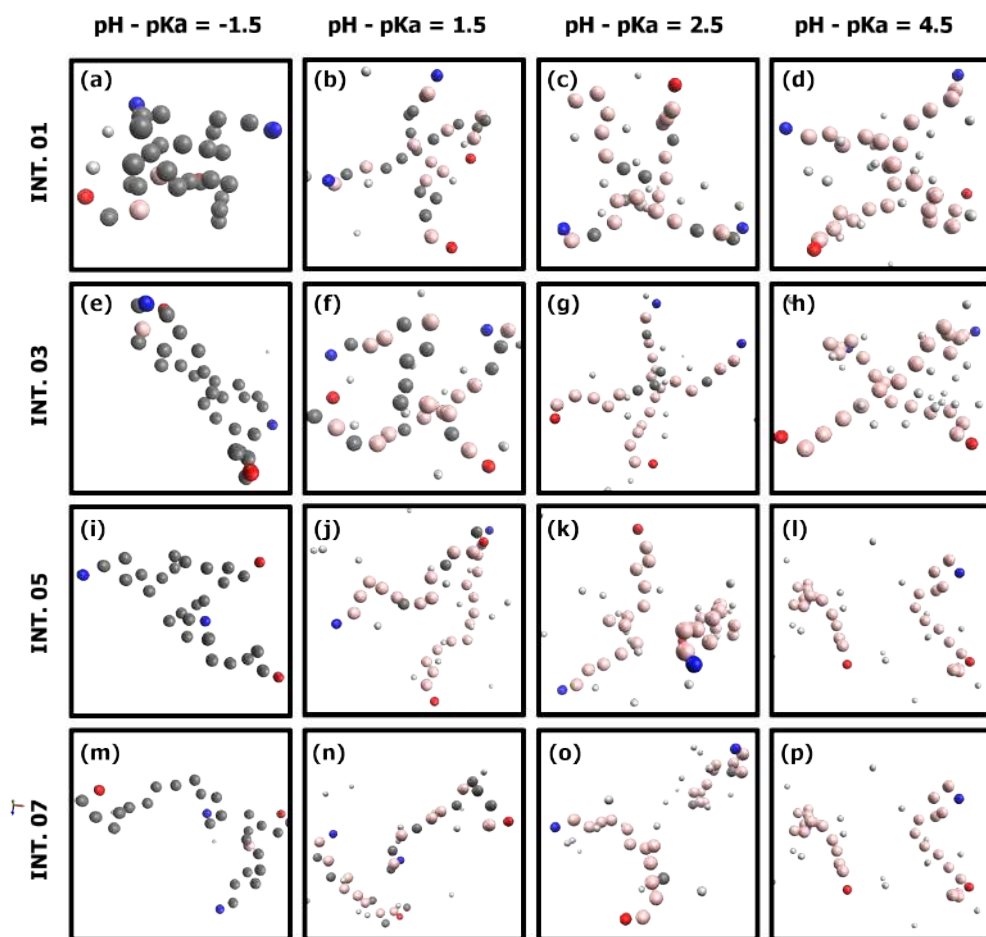 pH - pKa = -1.5 pH - pKa = 1.5 pH - pKa = 2.5 pH - pKa = 4.5
INT. 01
(a) (b) (c) (d)
INT. 03
(e) (f) (g) (h)
INT. 05
(i) (j) (k) (l)
INT. 07
(m) (n) (o) (p)